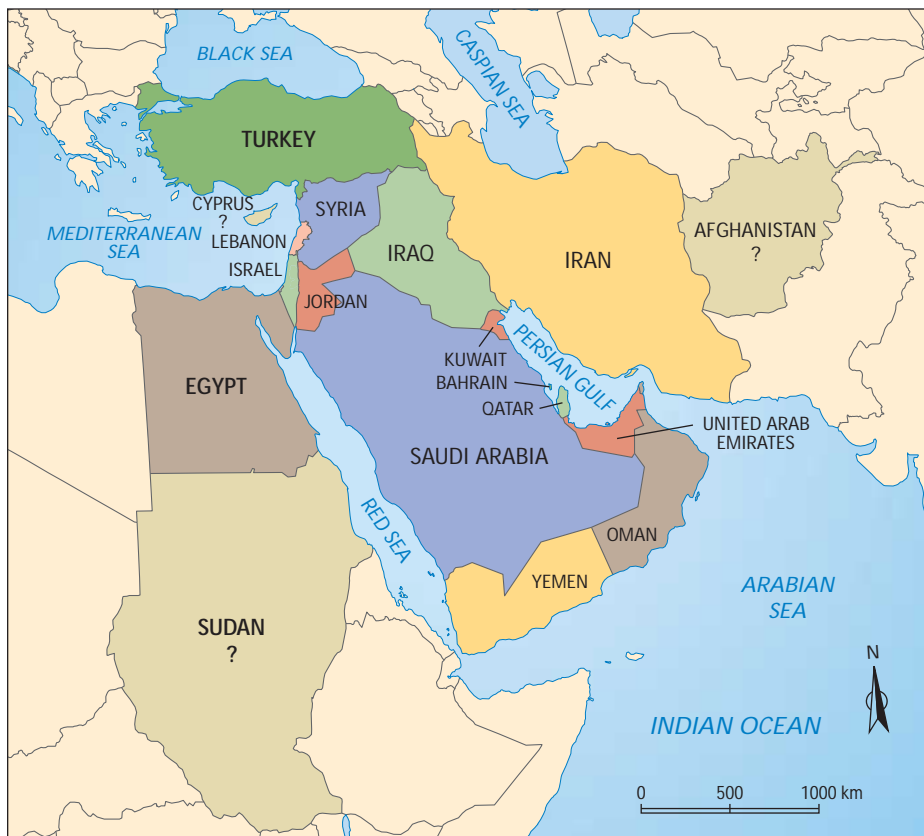 BLACK SEA
CASPIAN SEA
TURKEY
CYPRUS
?
SYRIA
AFGHANISTAN
?
MEDITERRANEAN
SEA
LEBANON
ISRAEL
IRAQ
IRAN
JORDAN
KUWAIT
BAHRAIN
QATAR
PERSIAN GULF
EGYPT
UNITED ARAB
EMIRATES
SAUDI ARABIA
RED SEA
OMAN
YEMEN
ARABIAN
SEA
SUDAN
?
N
INDIAN OCEAN
0 500 1000 km